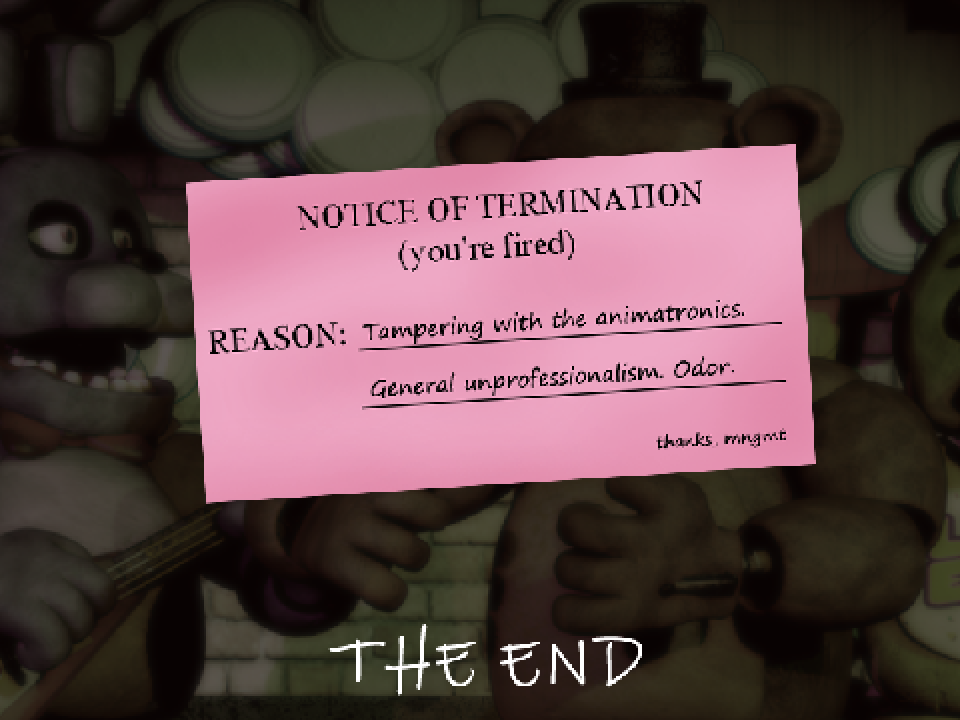 NOTICE OF TERMINATION
(you're fired)
REASON: Tampering with the animatronics.
General unprofessionalism. Odor.
thanks, mngmt
THE END